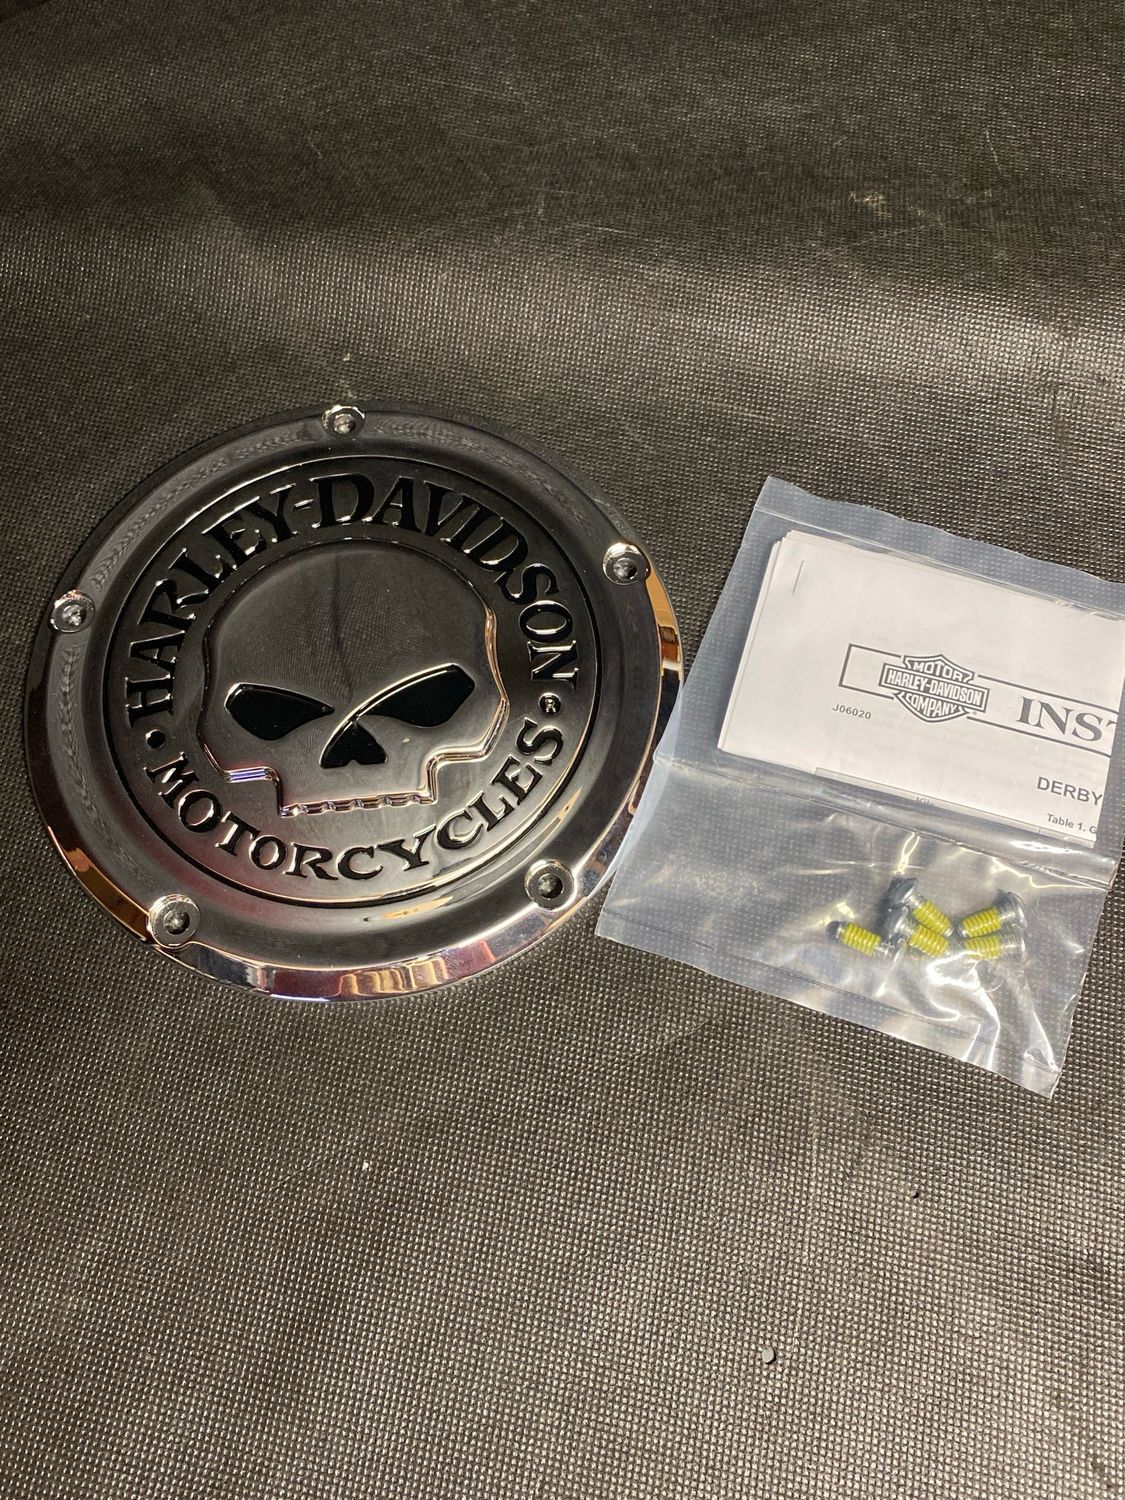 HARLEY-DAVIDSON
®
• MOTORCYCLES •
MOTOR
HARLEY-DAVIDSON
COMPANY
INST
J06020
DERBY
Table 1. G